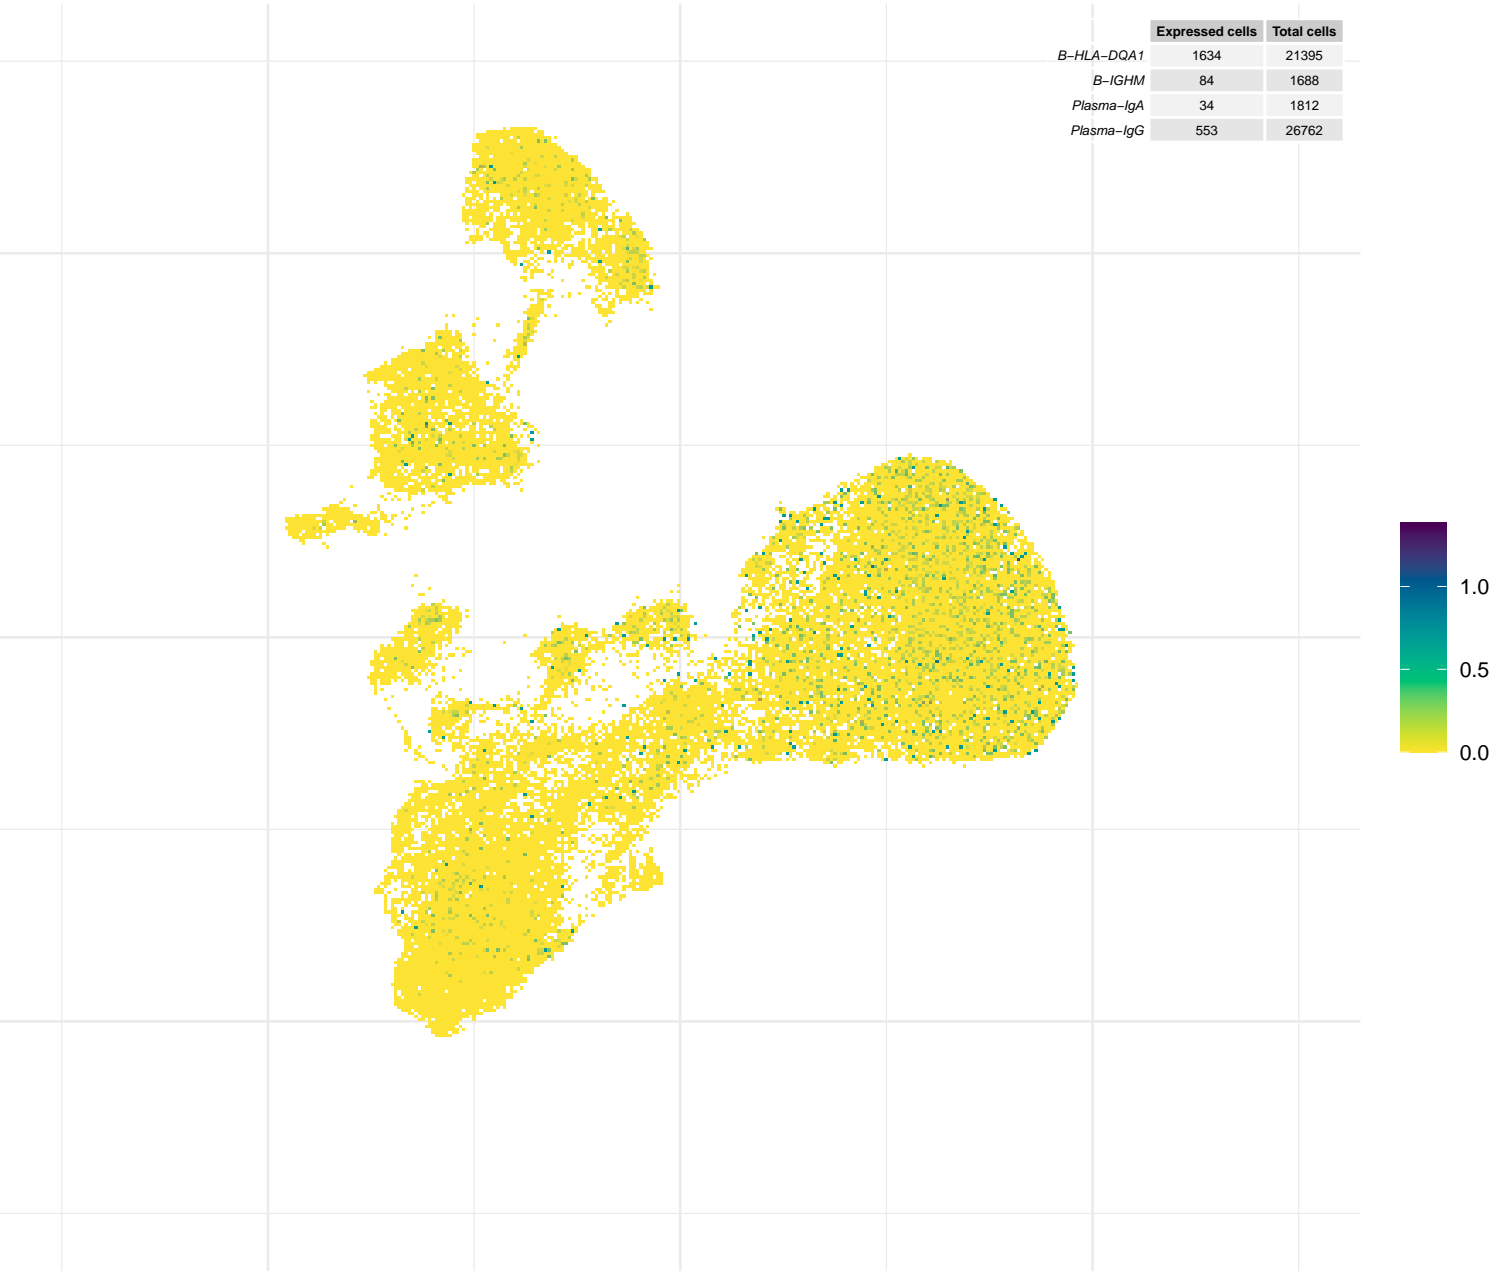 Expressed cells Total cells
B−HLA−DQA1 1634 21395
B−IGHM 84 1688
Plasma−IgA 34 1812
Plasma−IgG 553 26762
1.0
0.5
0.0